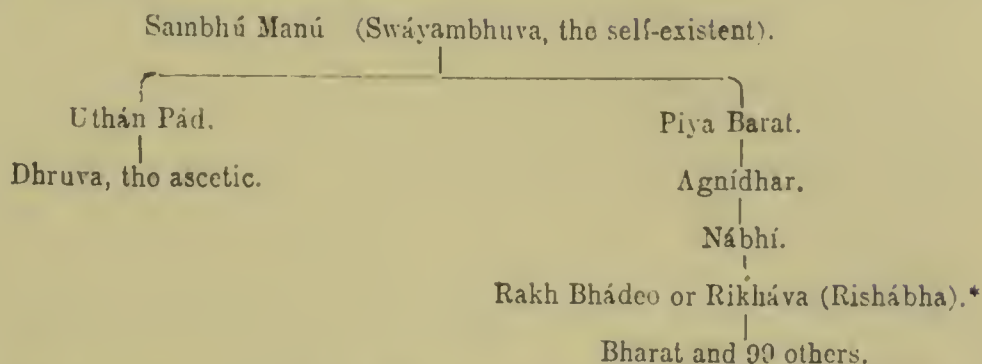 Sambhú Manú (Swáyambhuva, the self-existent).
Uthán Pád.
Piya Barat.
Dhruva, the ascetic.
Agnídhar.
Nábhí.
Rakh Bhádeo or Rikháva (Rishábha).*
Bharat and 99 others.